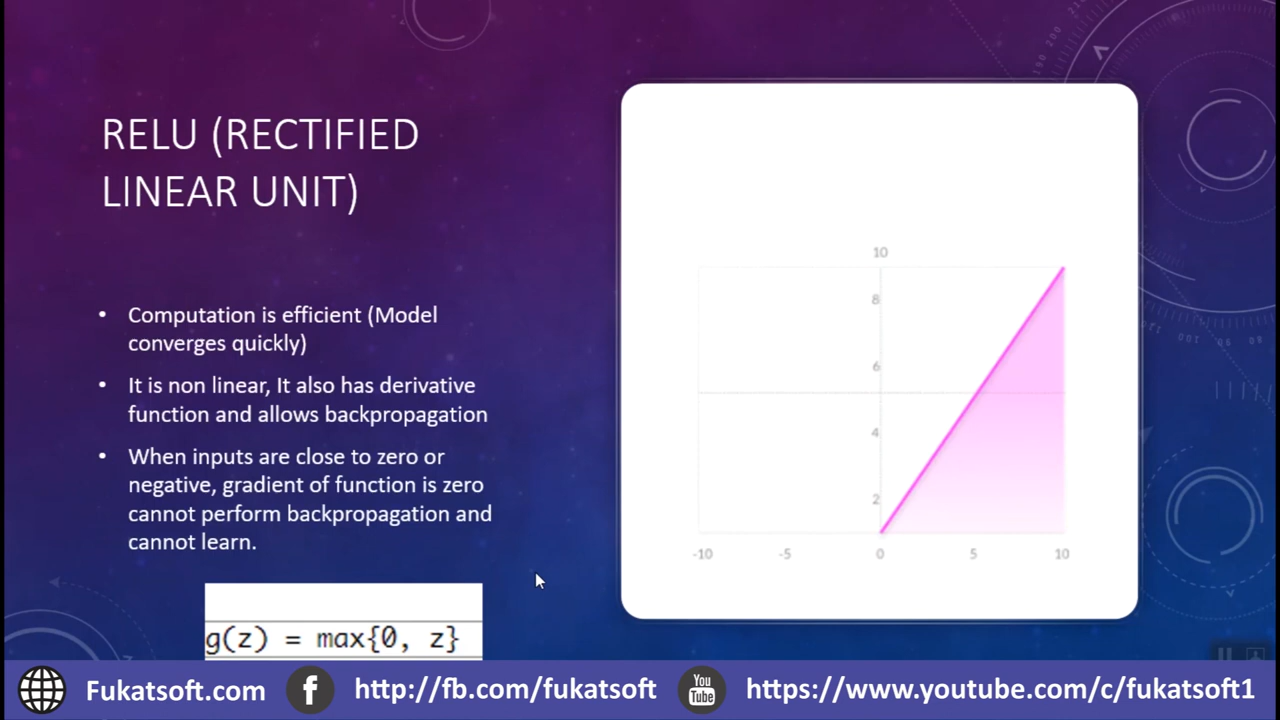 RELU (RECTIFIED
LINEAR UNIT)
• Computation is efficient (Model
converges quickly)
• It is non linear, It also has derivative
function and allows backpropagation
• When inputs are close to zero or
negative, gradient of function is zero
cannot perform backpropagation and
cannot learn.
g(z) = max{0, z}
10
8
6
4
2
-10 -5 0 5 10
Fukatsoft.com
f
http://fb.com/fukatsoft
You
Tube
https://www.youtube.com/c/fukatsoft1